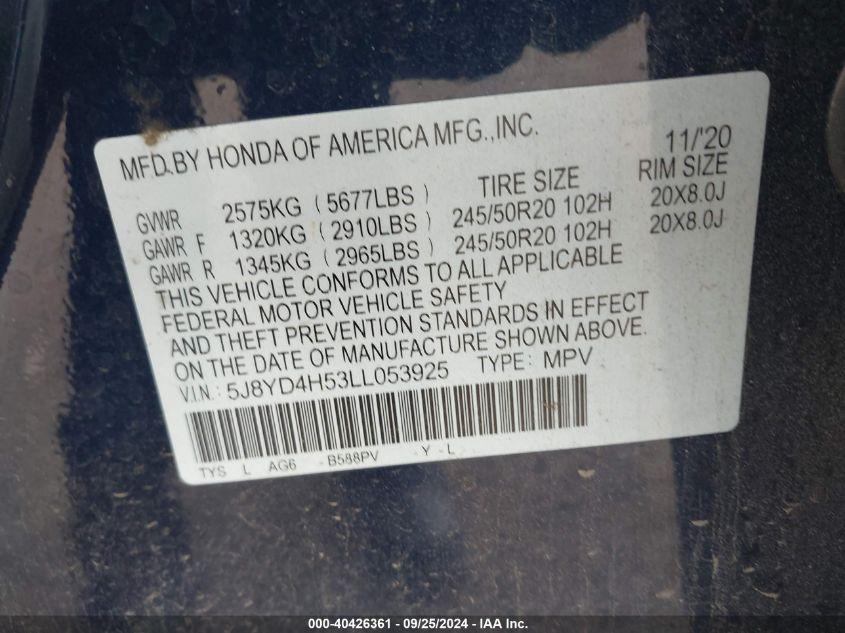 MFD.BY HONDA OF AMERICA MFG.,INC. 11/'20
TIRE SIZE RIM SIZE
GVWR 2575KG (5677LBS)
GAWR F 1320KG (2910LBS) 245/50R20 102H 20X8.0J
GAWR R 1345KG (2965LBS) 245/50R20 102H 20X8.0J
THIS VEHICLE CONFORMS TO ALL APPLICABLE
FEDERAL MOTOR VEHICLE SAFETY
AND THEFT PREVENTION STANDARDS IN EFFECT
ON THE DATE OF MANUFACTURE SHOWN ABOVE.
V.I.N.: 5J8YD4H53LL053925 TYPE: MPV
TYS L AG6 -B588PV -Y -L
000-40426361 - 09/25/2024 - IAA Inc.